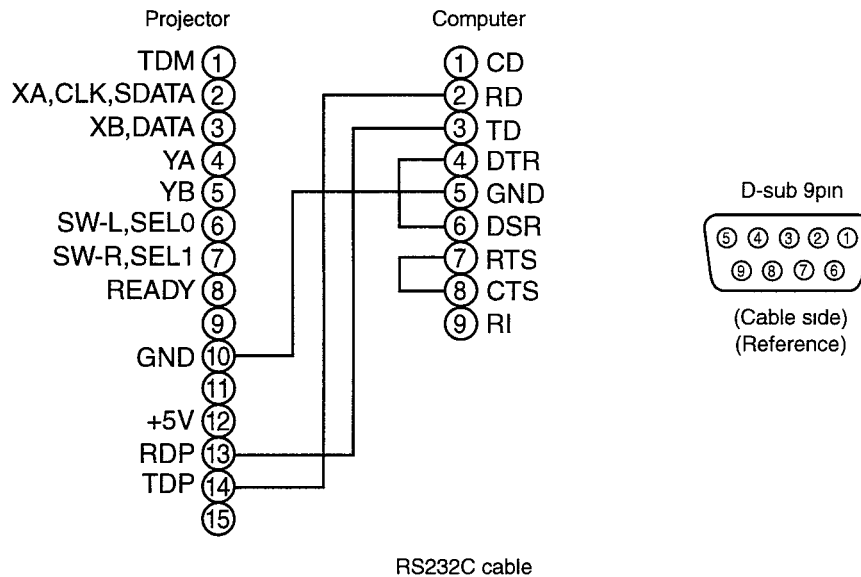 Projector
TDM 1
XA,CLK,SDATA 2
XB,DATA 3
YA 4
YB 5
SW-L,SEL0 6
SW-R,SEL1 7
READY 8
9
GND 10
11
+5V 12
RDP 13
TDP 14
15
Computer
1 CD
2 RD
3 TD
4 DTR
5 GND
6 DSR
7 RTS
8 CTS
9 RI
D-sub 9pin
5 4 3 2 1
9 8 7 6
(Cable side)
(Reference)
RS232C cable